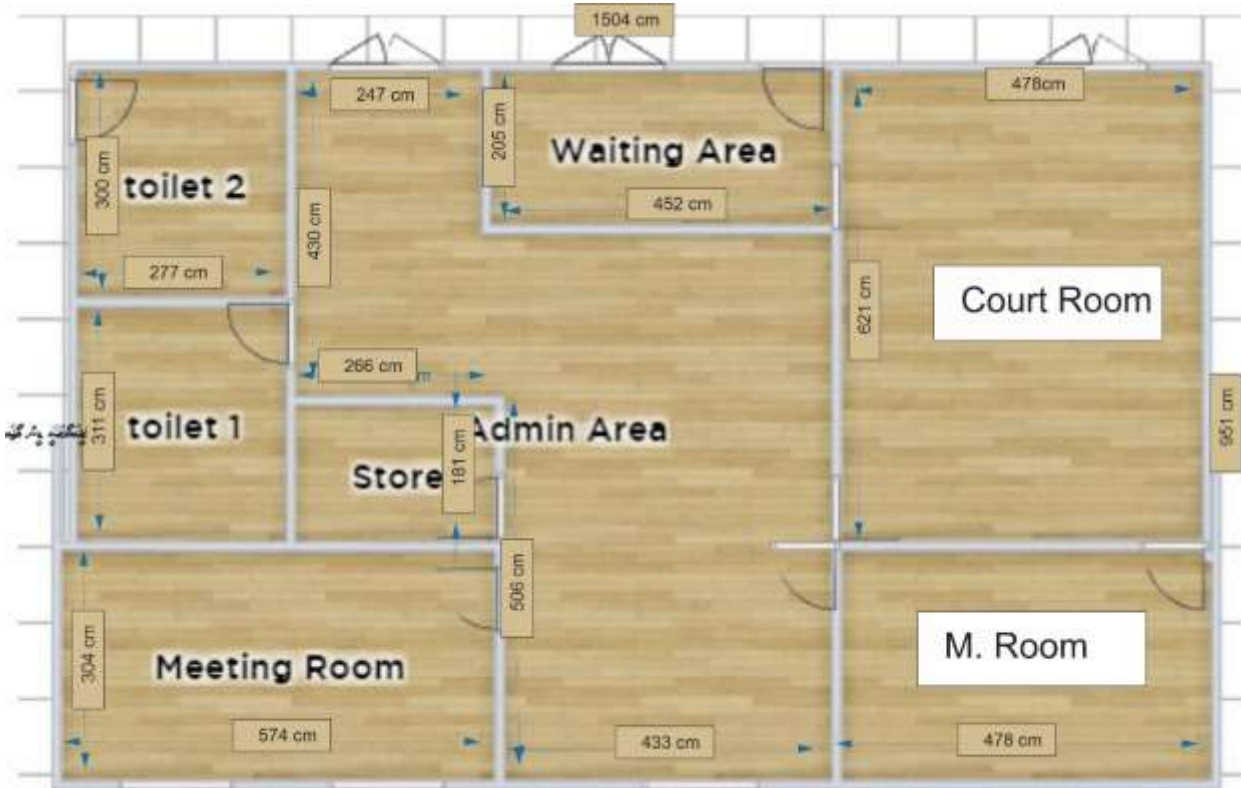 1504 cm
247 cm
478cm
205 cm
Waiting Area
300 cm
toilet 2
452 cm
430 cm
277 cm
621 cm
Court Room
266 cm
311 cm
toilet 1
Admin Area
951 cm
181 cm
Store
506 cm
304 cm
Meeting Room
M. Room
574 cm
433 cm
478 cm